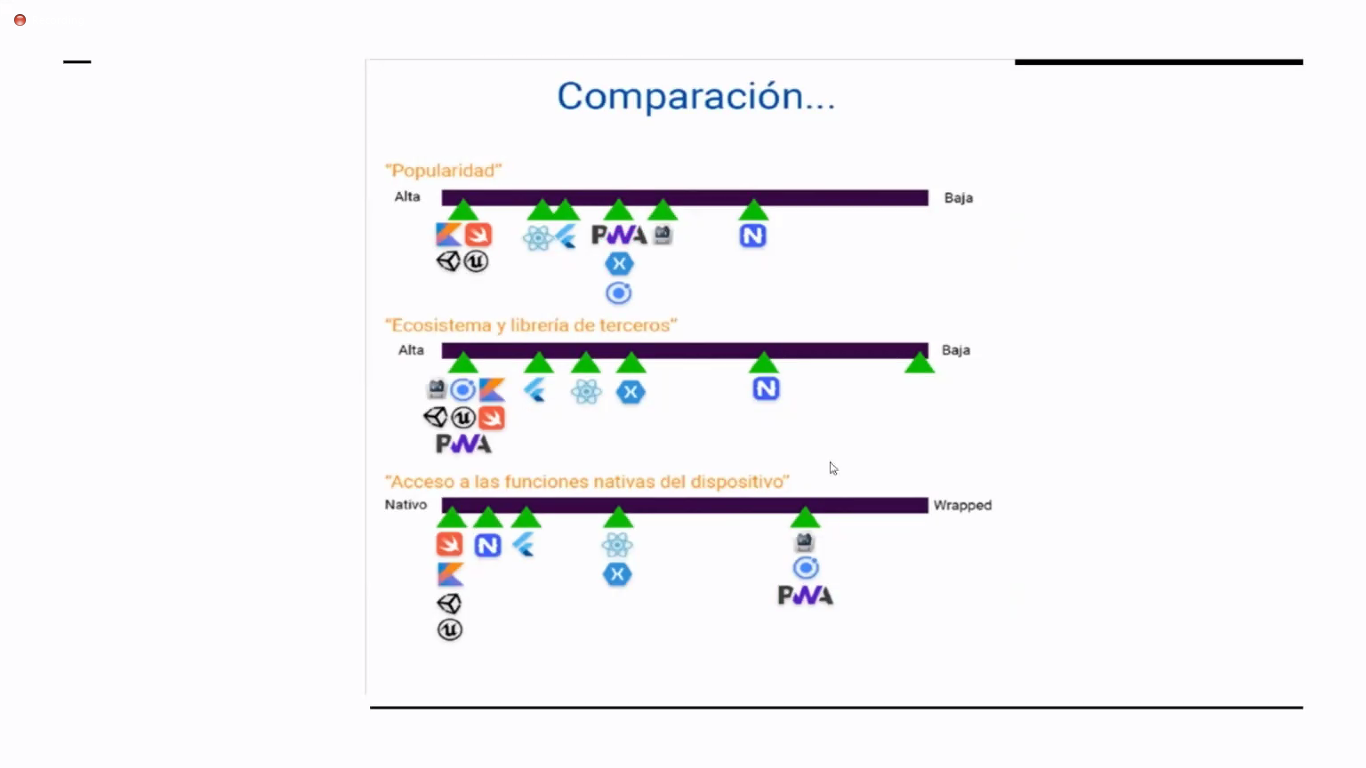 Comparación...
"Popularidad"
Alta
Baja
PWA
N
"Ecosistema y librería de terceros"
Alta
Baja
N
PWA
"Acceso a las funciones nativas del dispositivo"
Nativo
Wrapped
N
PWA